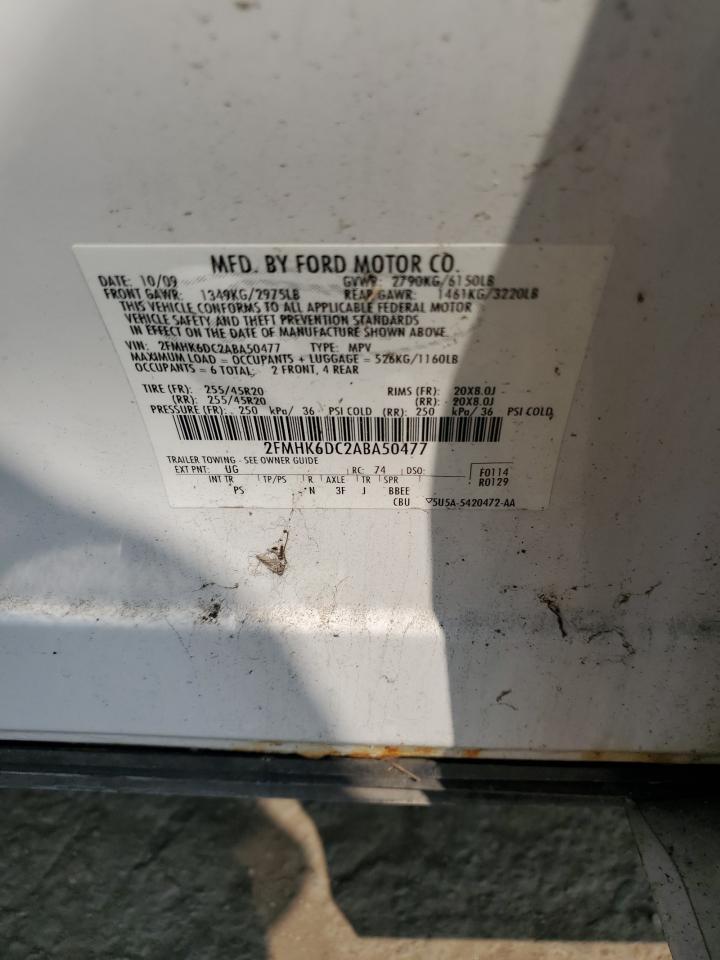 MFD. BY FORD MOTOR CO.
DATE: 10/09 GVWR: 2790KG/6150LB
FRONT GAWR: 1349KG/2975LB REAR GAWR: 1461KG/3220LB
THIS VEHICLE CONFORMS TO ALL APPLICABLE FEDERAL MOTOR
VEHICLE SAFETY AND THEFT PREVENTION STANDARDS
IN EFFECT ON THE DATE OF MANUFACTURE SHOWN ABOVE.
VIN: 2FMHK6DC2ABA50477 TYPE: MPV
MAXIMUM LOAD = OCCUPANTS + LUGGAGE = 526KG/1160LB
OCCUPANTS = 6 TOTAL: 2 FRONT, 4 REAR
TIRE (FR): 255/45R20 RIMS (FR): 20X8.0J
(RR): 255/45R20 (RR): 20X8.0J
PRESSURE (FR): 250 kPa/ 36 PSI COLD (RR): 250 kPa/ 36 PSI COLD
2FMHK6DC2ABA50477
TRAILER TOWING - SEE OWNER GUIDE
EXT PNT: UG RC: 74 DSO: F0114
R0129
INT TR TP/PS R AXLE TR SPR
PS N 3F J BBEE
CBU ▽5U5A-5420472-AA